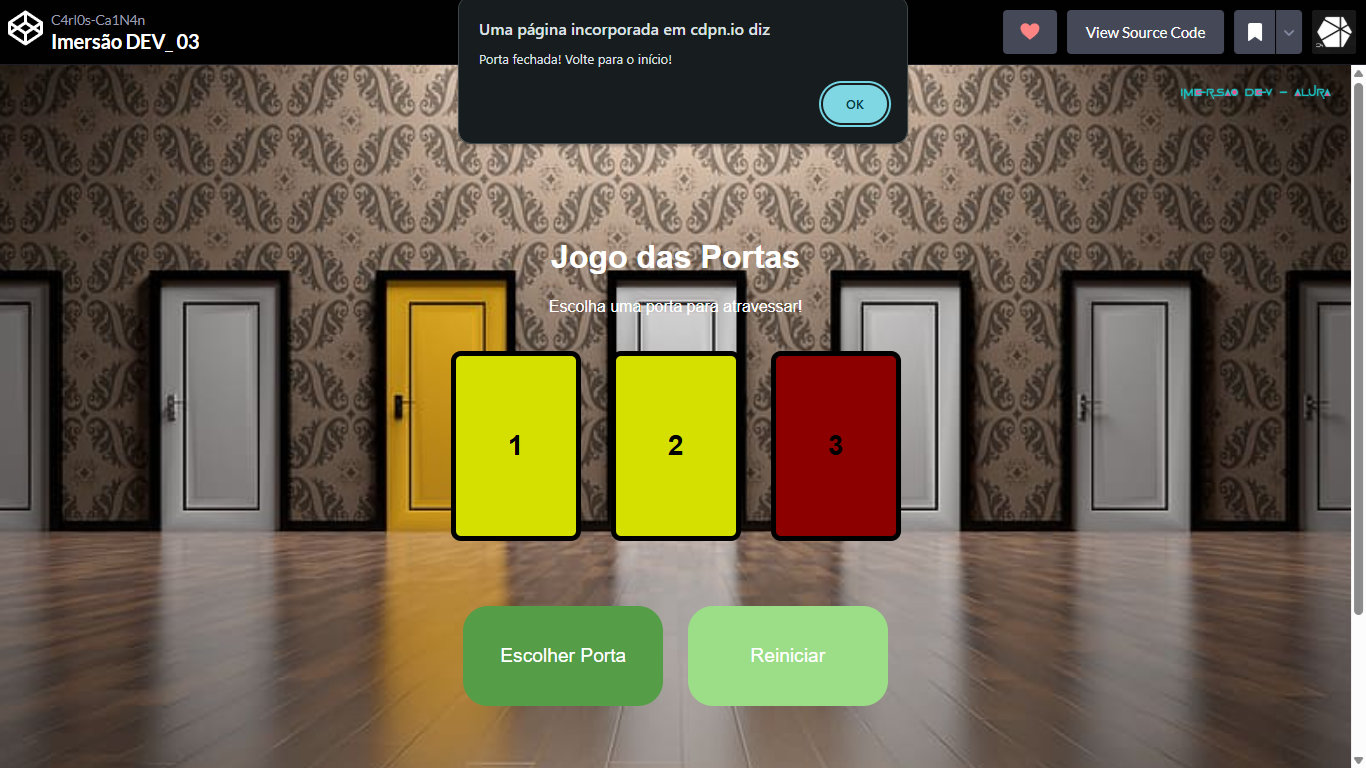 C4rl0s-Ca1N4n
Imersão DEV_ 03
Uma página incorporada em cdpn.io diz
Porta fechada! Volte para o início!
OK
View Source Code
IMERSAO DEV - ALURA
Jogo das Portas
Escolha uma porta para atravessar!
1
2
3
Escolher Porta
Reiniciar